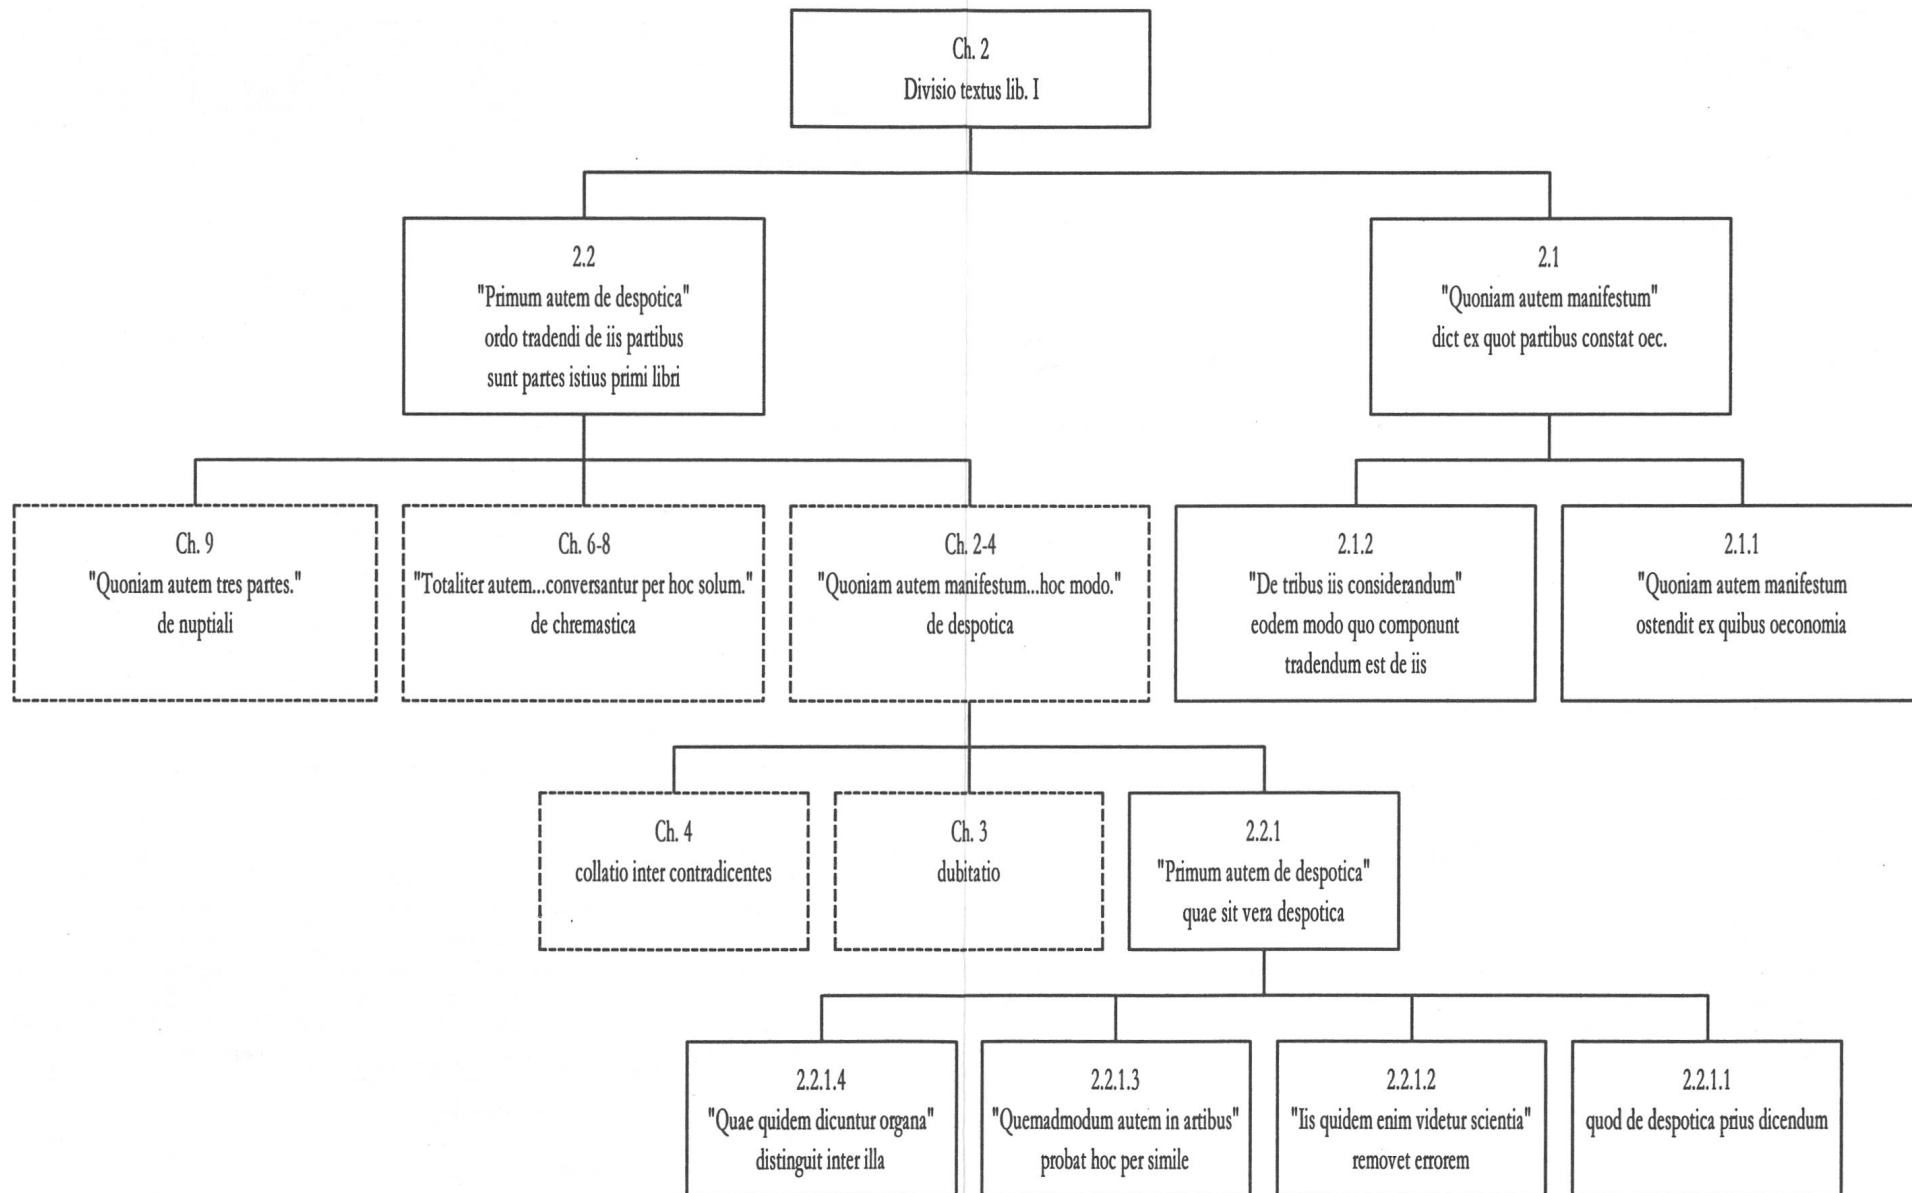 Ch. 2
Divisio textus lib. I
2.2
"Primum autem de despotica"
ordo tradendi de iis partibus
sunt partes istius primi libri
2.1
"Quoniam autem manifestum"
dict ex quot partibus constat oec.
Ch. 9
"Quoniam autem tres partes."
de nuptiali
Ch. 6-8
"Totaliter autem...conversantur per hoc solum."
de chremastica
Ch. 2-4
"Quoniam autem manifestum...hoc modo."
de despotica
2.1.2
"De tribus iis considerandum"
eodem modo quo componunt
tradendum est de iis
2.1.1
"Quoniam autem manifestum
ostendit ex quibus oeconomia
Ch. 4
collatio inter contradicentes
Ch. 3
dubitatio
2.2.1
"Primum autem de despotica"
quae sit vera despotica
2.2.1.4
"Quae quidem dicuntur organa"
distinguit inter illa
2.2.1.3
"Quemadmodum autem in artibus"
probat hoc per simile
2.2.1.2
"Iis quidem enim videtur scientia"
removet errorem
2.2.1.1
quod de despotica prius dicendum